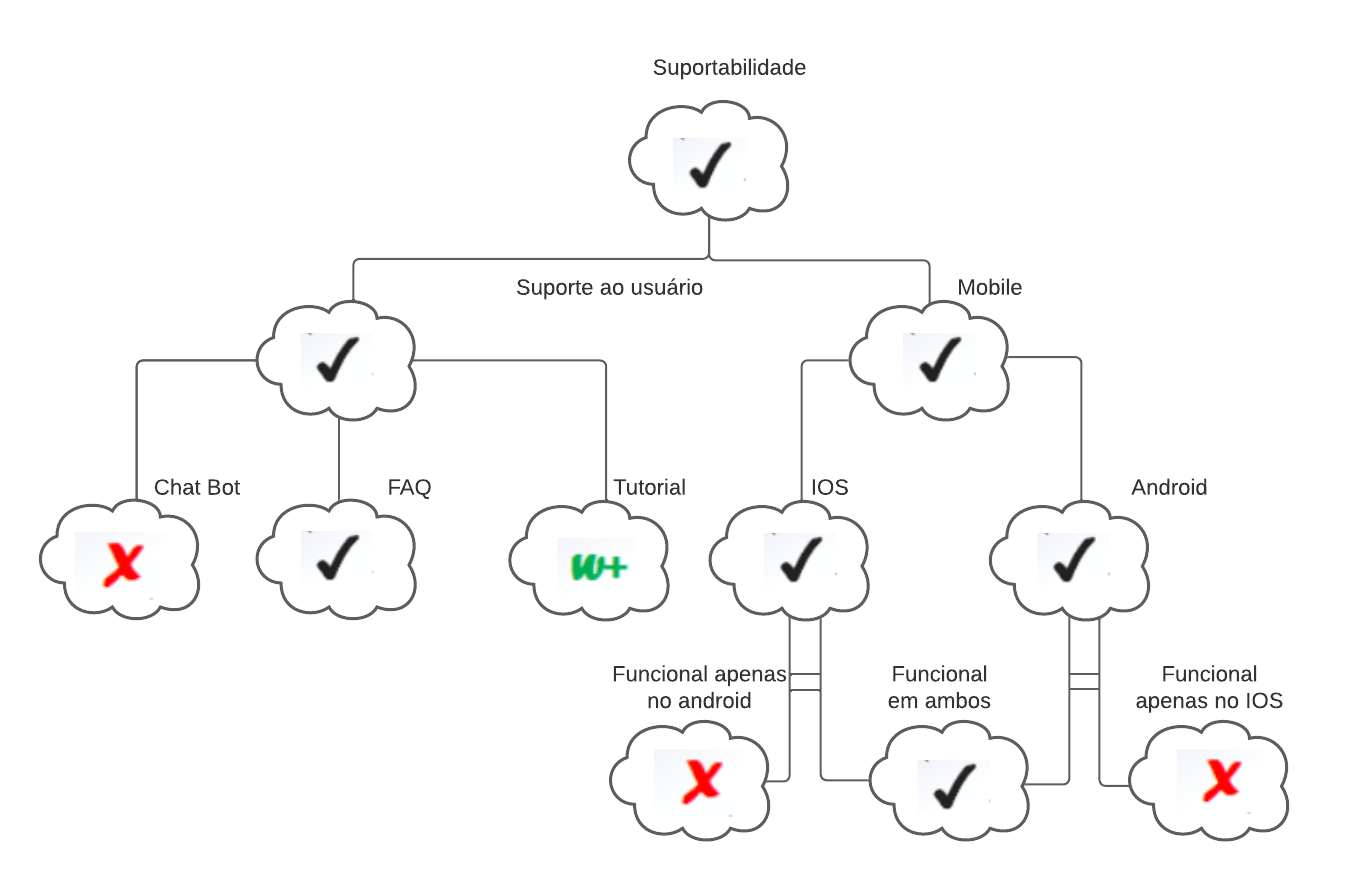 Suportabilidade
Suporte ao usuário
Mobile
Chat Bot
FAQ
Tutorial
IOS
Android
w+
Funcional apenas
no android
Funcional
em ambos
Funcional
apenas no IOS